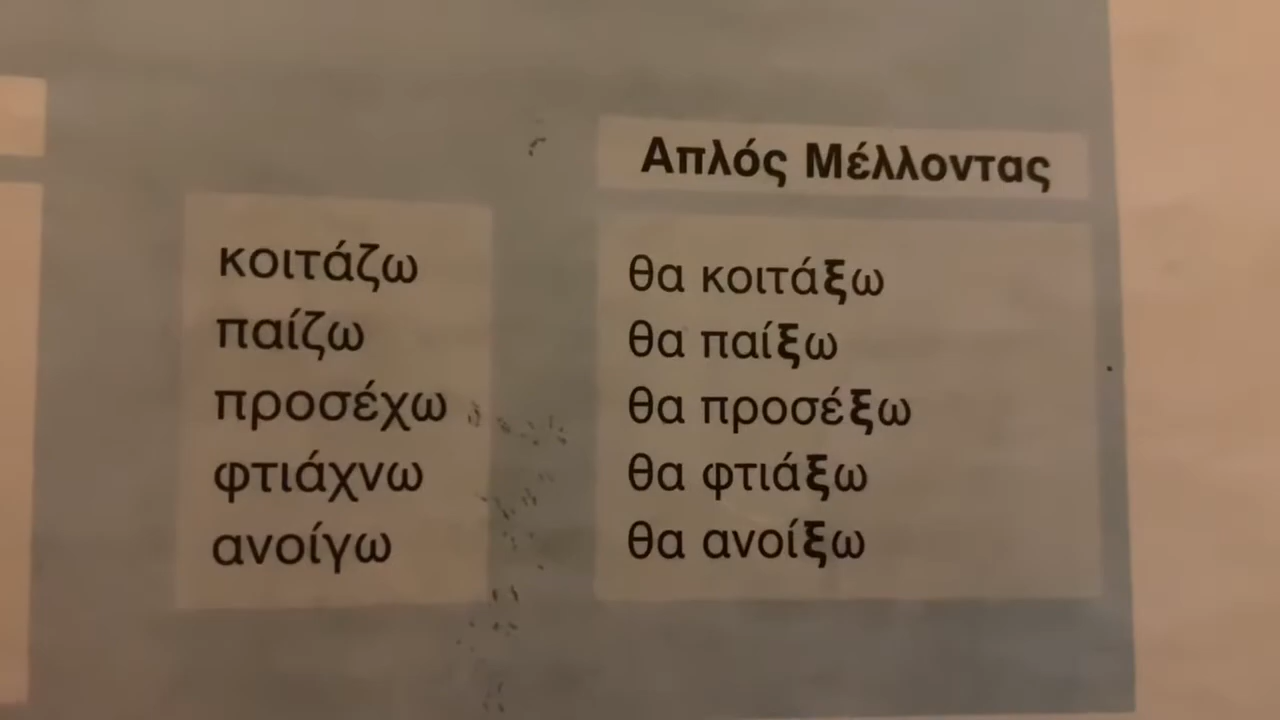 Απλός Μέλλοντας
κοιτάζω θα κοιτάξω
παίζω θα παίξω
προσέχω θα προσέξω
φτιάχνω θα φτιάξω
ανοίγω θα ανοίξω